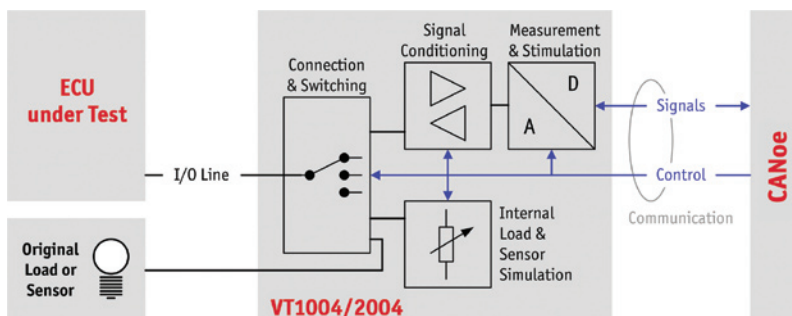 ECU
under Test
I/O Line
Original
Load or
Sensor
Connection
& Switching
Signal
Conditioning
Measurement
& Stimulation
D
A
Internal
Load &
Sensor
Simulation
VT1004/2004
Signals
Control
Communication
CANoe